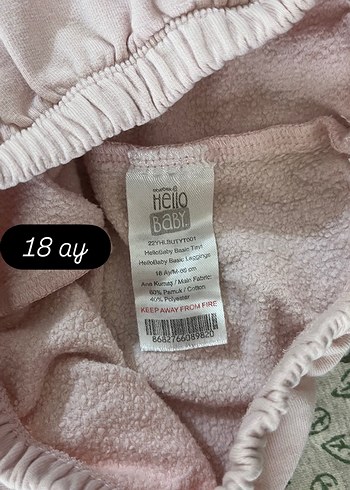 HELLO
BABY
22YHLBUTYT001
HelloBaby Basic Tayt
HelloBaby Basic Leggings
18 Ay/M-86 cm
Ana Kumaş / Main Fabric:
60% Pamuk / Cotton
40% Polyester
KEEP AWAY FROM FIRE
8682766089820
18 ay